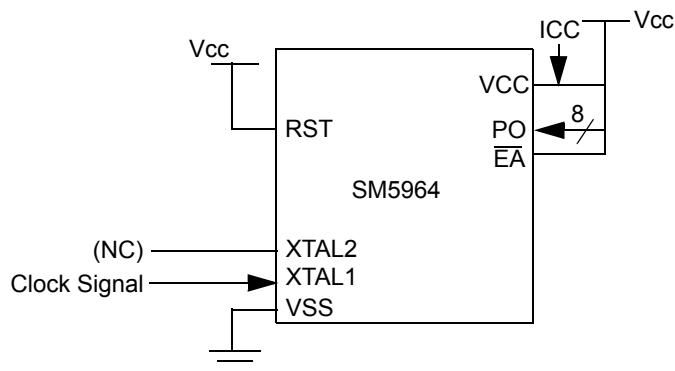 Vcc
ICC
Vcc
VCC
RST
8
PO
EA
SM5964
(NC)
XTAL2
Clock Signal
XTAL1
VSS